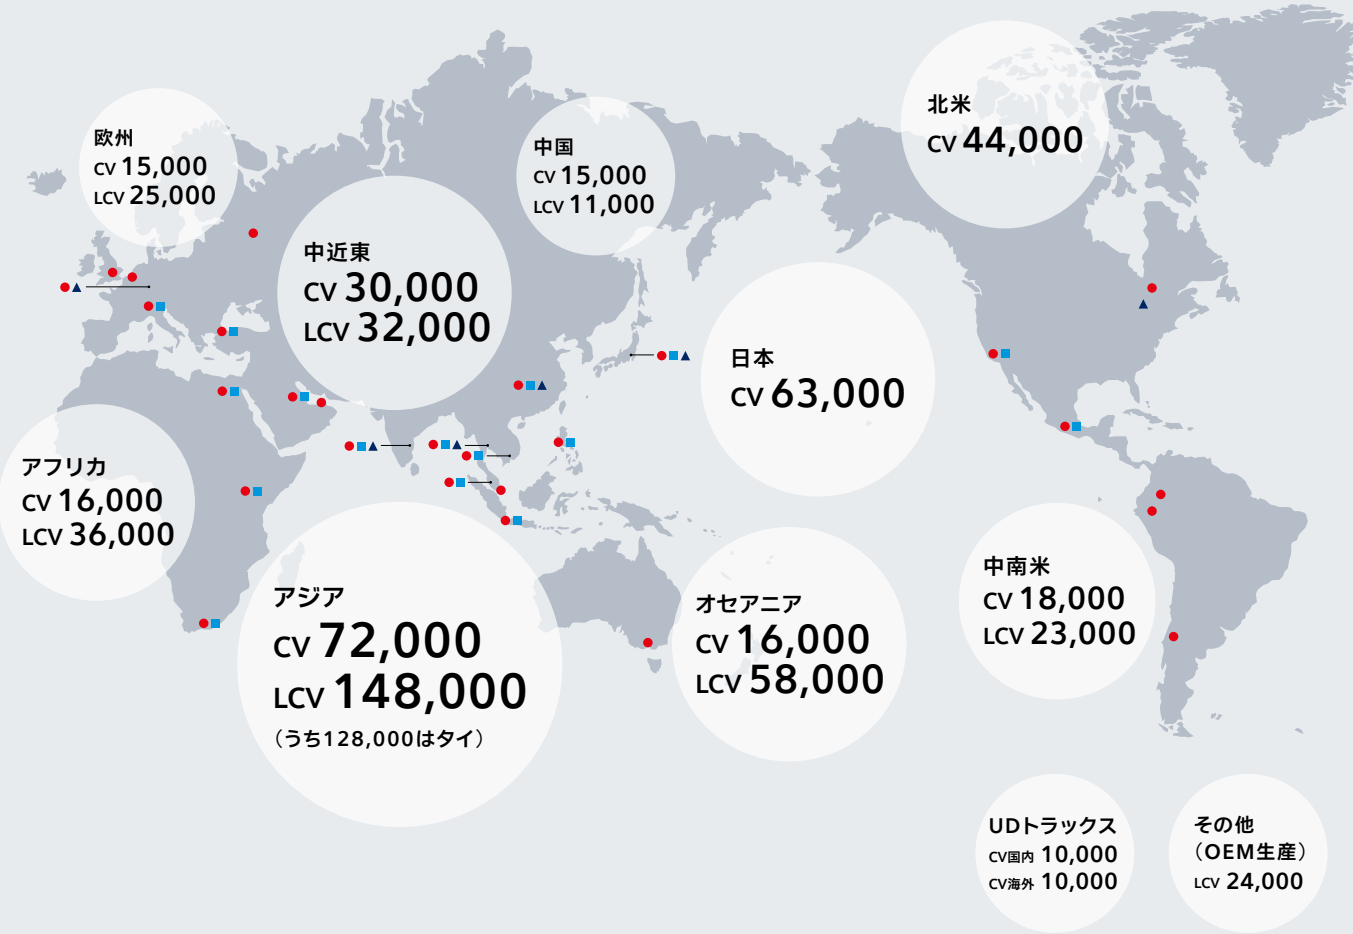 欧州
CV 15,000
LCV 25,000
中国
CV 15,000
LCV 11,000
北米
CV 44,000
中近東
CV 30,000
LCV 32,000
日本
CV 63,000
アフリカ
CV 16,000
LCV 36,000
アジア
CV 72,000
LCV 148,000
（うち128,000はタイ）
オセアニア
CV 16,000
LCV 58,000
中南米
CV 18,000
LCV 23,000
UDトラックス
CV国内 10,000
CV海外 10,000
その他
（OEM生産）
LCV 24,000